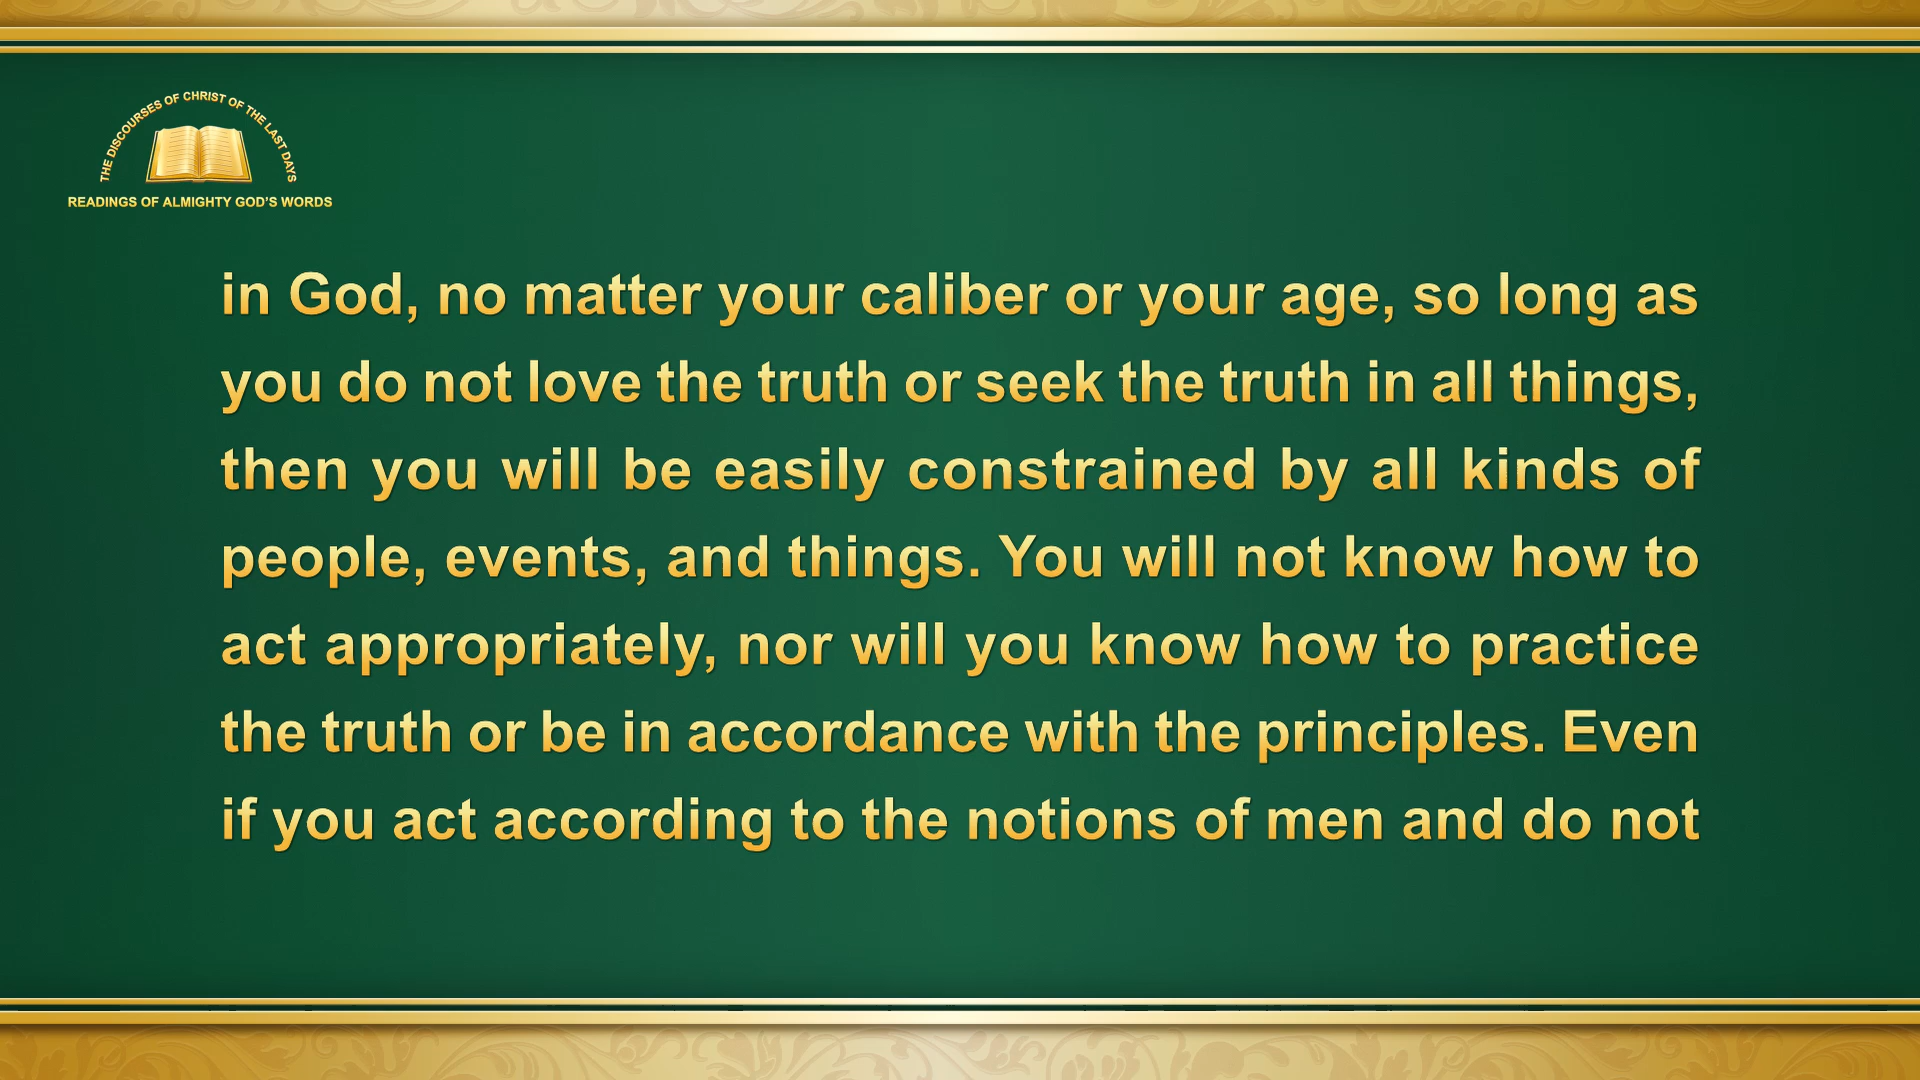 THE DISCOURSES OF CHRIST OF THE LAST DAYS
READINGS OF ALMIGHTY GOD'S WORDS
in God, no matter your caliber or your age, so long as
you do not love the truth or seek the truth in all things,
then you will be easily constrained by all kinds of
people, events, and things. You will not know how to
act appropriately, nor will you know how to practice
the truth or be in accordance with the principles. Even
if you act according to the notions of men and do not